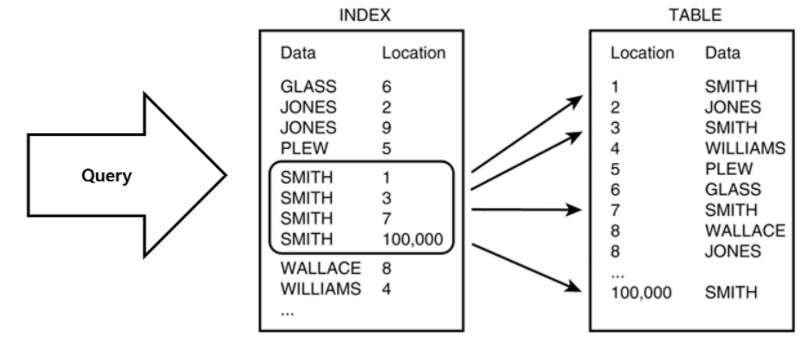 INDEX
TABLE
Query
Data Location
GLASS 6
JONES 2
JONES 9
PLEW 5
SMITH 1
SMITH 3
SMITH 7
SMITH 100,000
WALLACE 8
WILLIAMS 4
...
Location Data
1 SMITH
2 JONES
3 SMITH
4 WILLIAMS
5 PLEW
6 GLASS
7 SMITH
8 WALLACE
8 JONES
...
100,000 SMITH